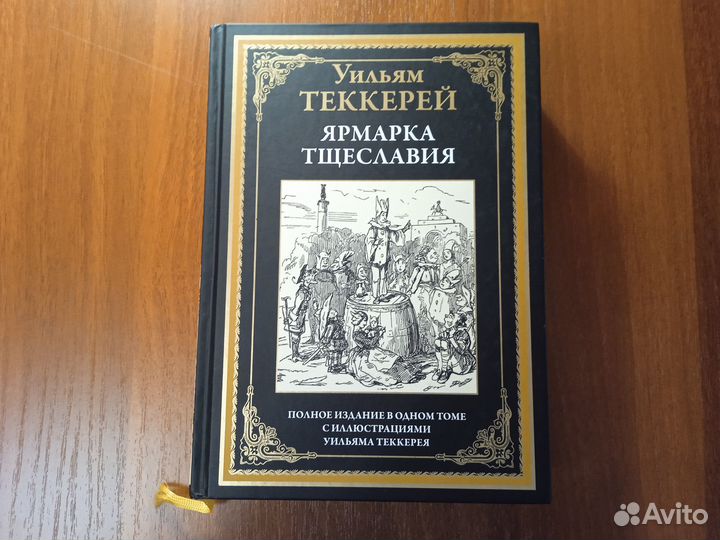 Уильям
ТЕККЕРЕЙ
ЯРМАРКА
ТЩЕСЛАВИЯ
ПОЛНОЕ ИЗДАНИЕ В ОДНОМ ТОМЕ
С ИЛЛЮСТРАЦИЯМИ
УИЛЬЯМА ТЕККЕРЕЯ
Avito